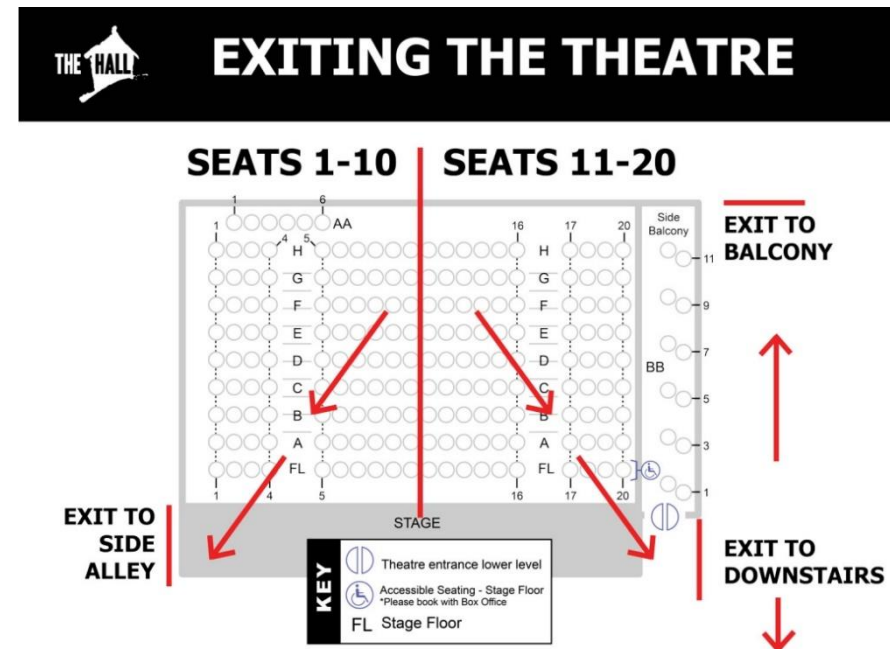 THE HALL
EXITING THE THEATRE
SEATS 1-10
SEATS 11-20
1 6
AA
1 4 5 16 17 20
H H
G G
F F
E E
D D
C C
B B
A A
FL FL
1 4 5 16 17 20
Side
Balcony
11
9
7
BB
5
3
1
EXIT TO
BALCONY
EXIT TO
SIDE
ALLEY
STAGE
EXIT TO
DOWNSTAIRS
KEY
Theatre entrance lower level
Accessible Seating - Stage Floor
*Please book with Box Office
FL Stage Floor